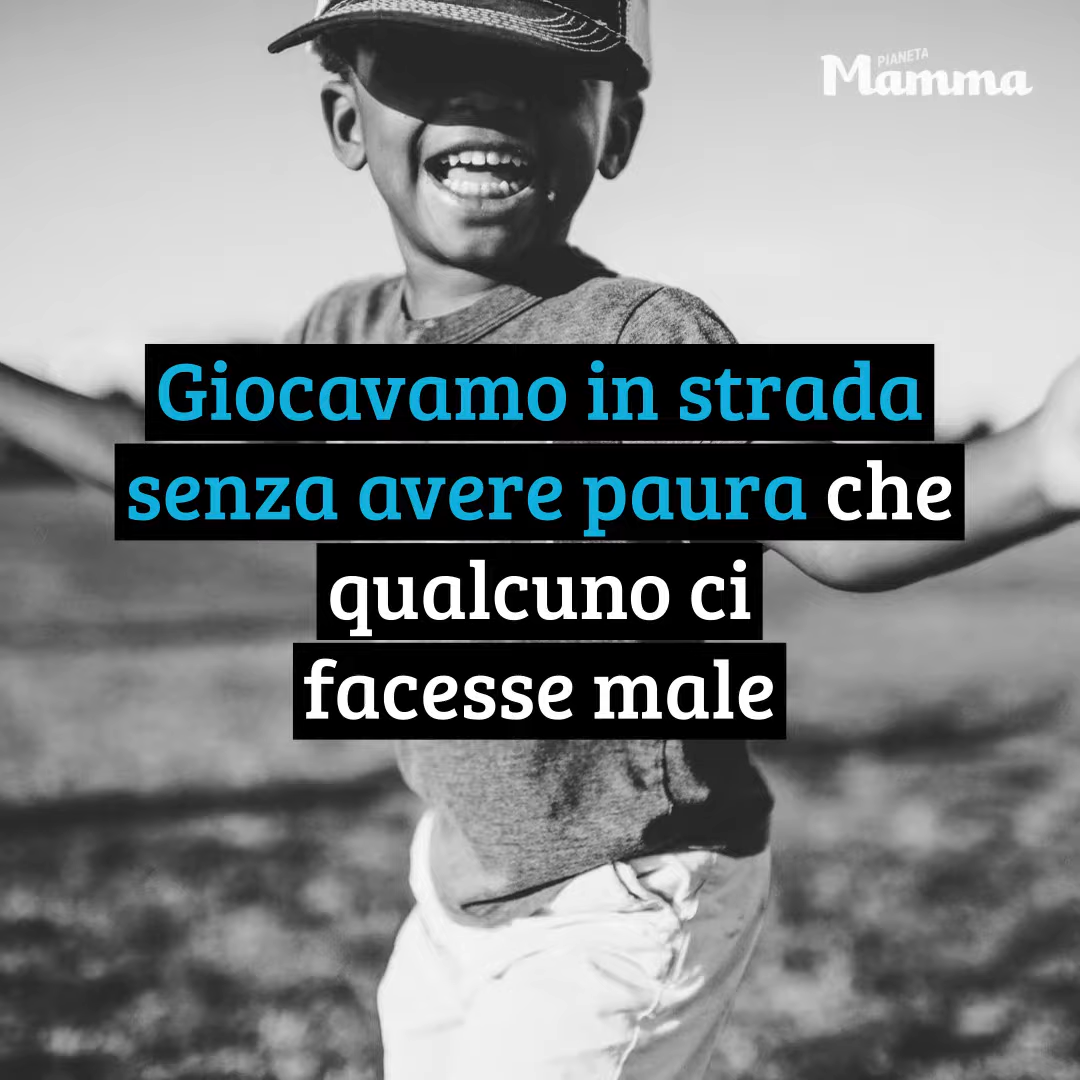 PIANETA
Mamma
Giocavamo in strada
senza avere paura che
qualcuno ci
facesse male